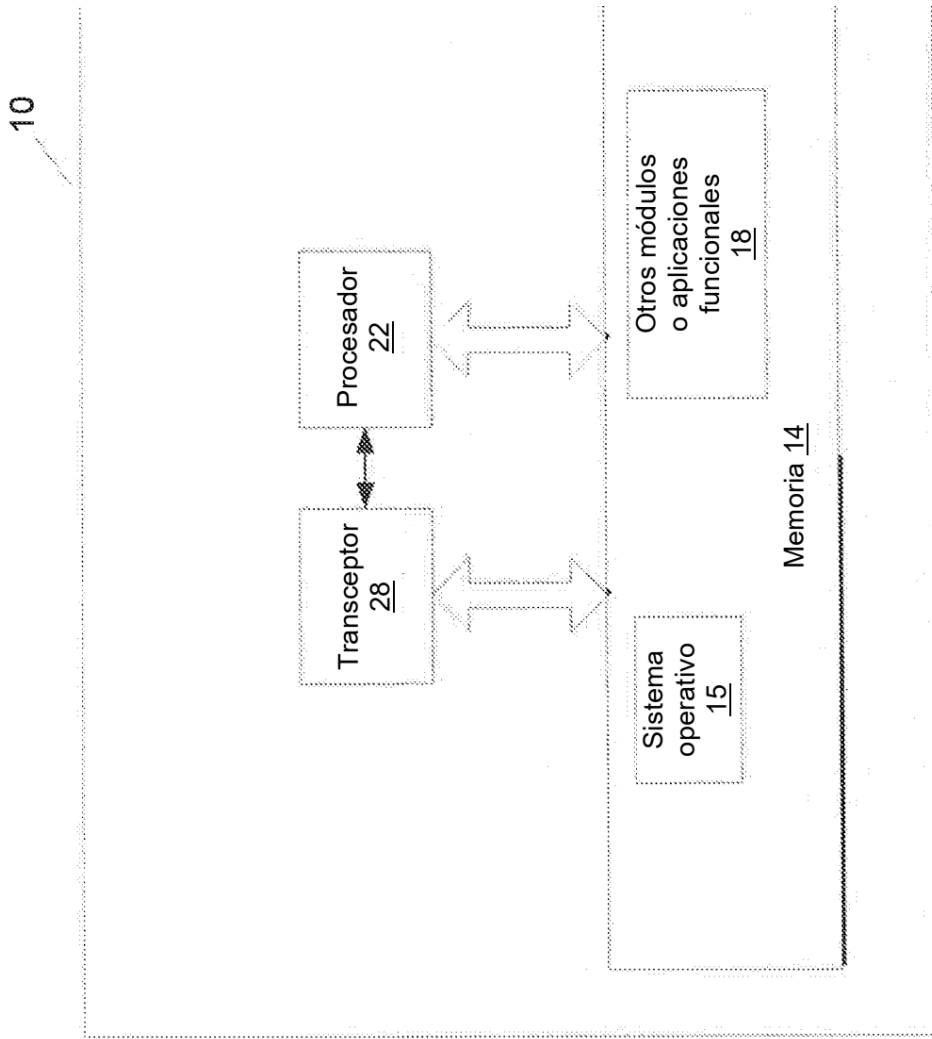 10
Transceptor
28
Procesador
22
Sistema
operativo
15
Otros módulos
o aplicaciones
funcionales
18
Memoria 14